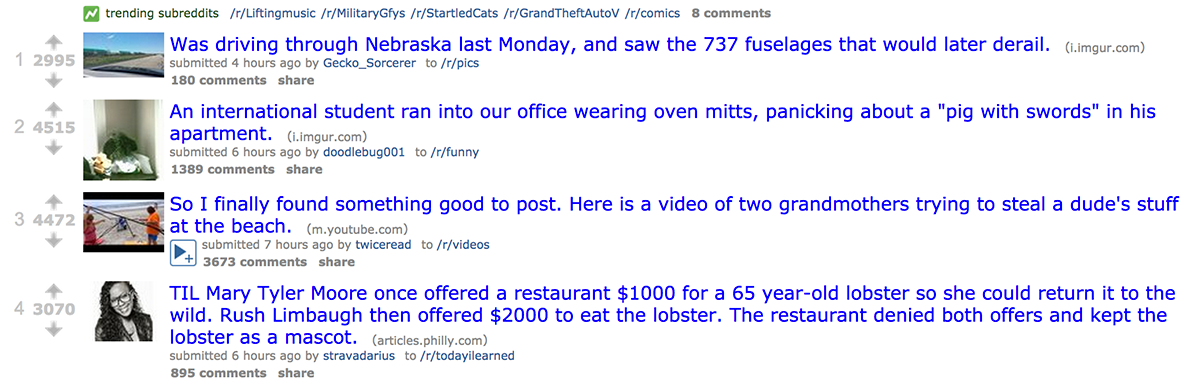 trending subreddits /r/Liftingmusic /r/MilitaryGfys /r/StartledCats /r/GrandTheftAutoV /r/comics 8 comments
1 2995 Was driving through Nebraska last Monday, and saw the 737 fuselages that would later derail. (i.imgur.com)
submitted 4 hours ago by Gecko_Sorcerer to /r/pics
180 comments share
2 4515 An international student ran into our office wearing oven mitts, panicking about a "pig with swords" in his
apartment. (i.imgur.com)
submitted 6 hours ago by doodlebug001 to /r/funny
1389 comments share
3 4472 So I finally found something good to post. Here is a video of two grandmothers trying to steal a dude's stuff
at the beach. (m.youtube.com)
submitted 7 hours ago by twiceread to /r/videos
3673 comments share
4 3070 TIL Mary Tyler Moore once offered a restaurant $1000 for a 65 year-old lobster so she could return it to the
wild. Rush Limbaugh then offered $2000 to eat the lobster. The restaurant denied both offers and kept the
lobster as a mascot. (articles.philly.com)
submitted 6 hours ago by stravadarius to /r/todayilearned
895 comments share